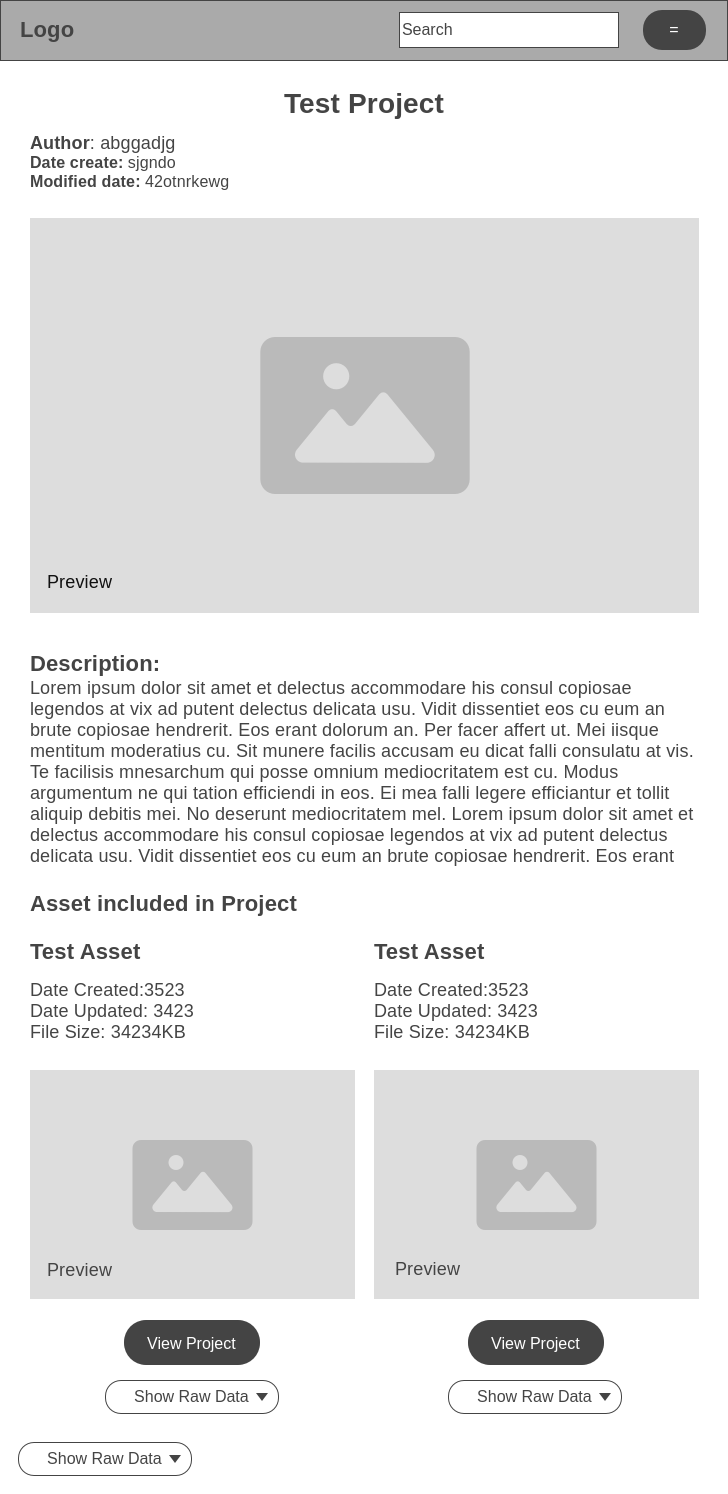 Logo
Search
=
Test Project
Author: abggadjg
Date create: sjgndo
Modified date: 42otnrkewg
Preview
Description:
Lorem ipsum dolor sit amet et delectus accommodare his consul copiosae
legendos at vix ad putent delectus delicata usu. Vidit dissentiet eos cu eum an
brute copiosae hendrerit. Eos erant dolorum an. Per facer affert ut. Mei iisque
mentitum moderatius cu. Sit munere facilis accusam eu dicat falli consulatu at vis.
Te facilisis mnesarchum qui posse omnium mediocritatem est cu. Modus
argumentum ne qui tation efficiendi in eos. Ei mea falli legere efficiantur et tollit
aliquip debitis mei. No deserunt mediocritatem mel. Lorem ipsum dolor sit amet et
delectus accommodare his consul copiosae legendos at vix ad putent delectus
delicata usu. Vidit dissentiet eos cu eum an brute copiosae hendrerit. Eos erant
Asset included in Project
Test Asset
Date Created:3523
Date Updated: 3423
File Size: 34234KB
Preview
View Project
Show Raw Data
Test Asset
Date Created:3523
Date Updated: 3423
File Size: 34234KB
Preview
View Project
Show Raw Data
Show Raw Data